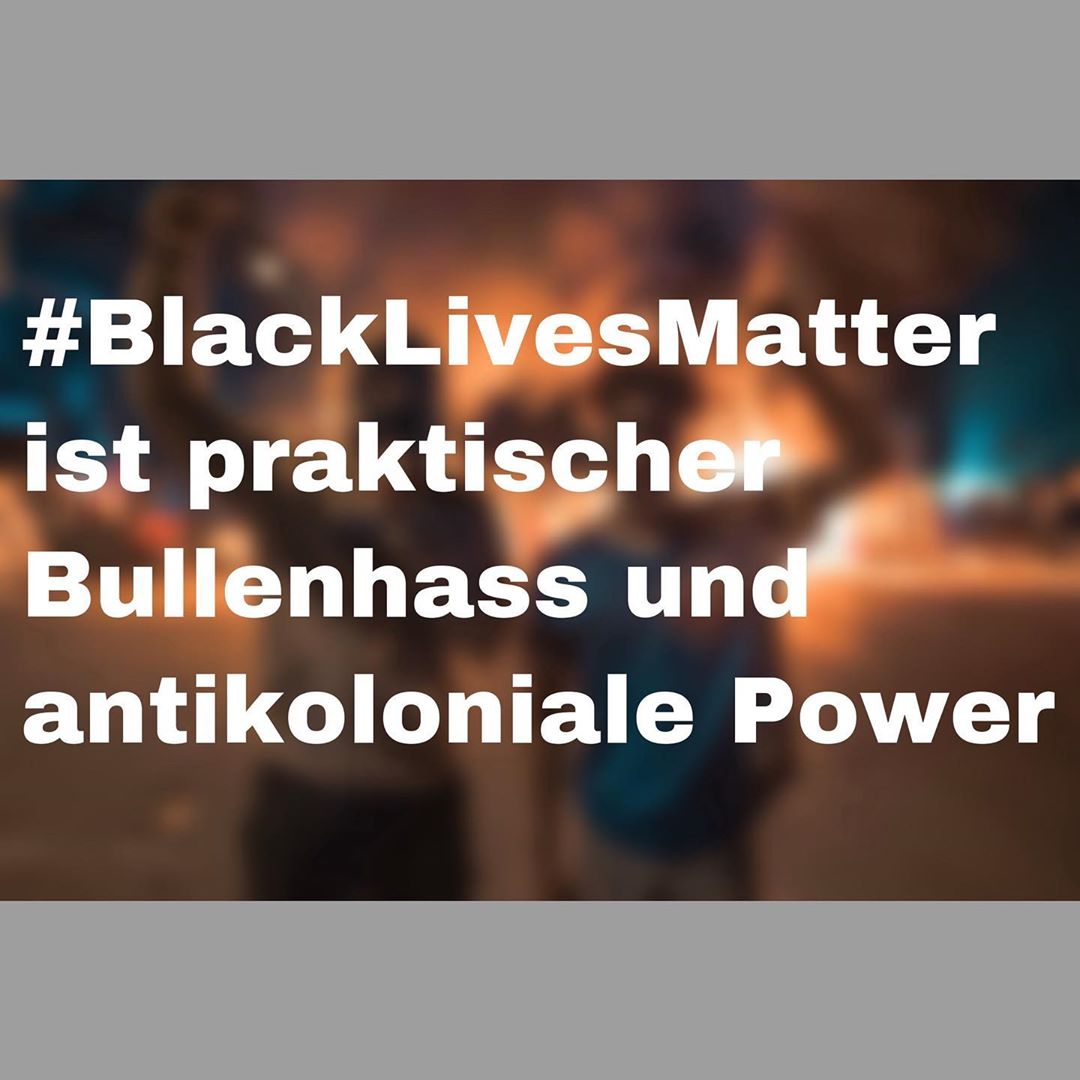 #BlackLivesMatter
ist praktischer
Bullenhass und
antikoloniale Power